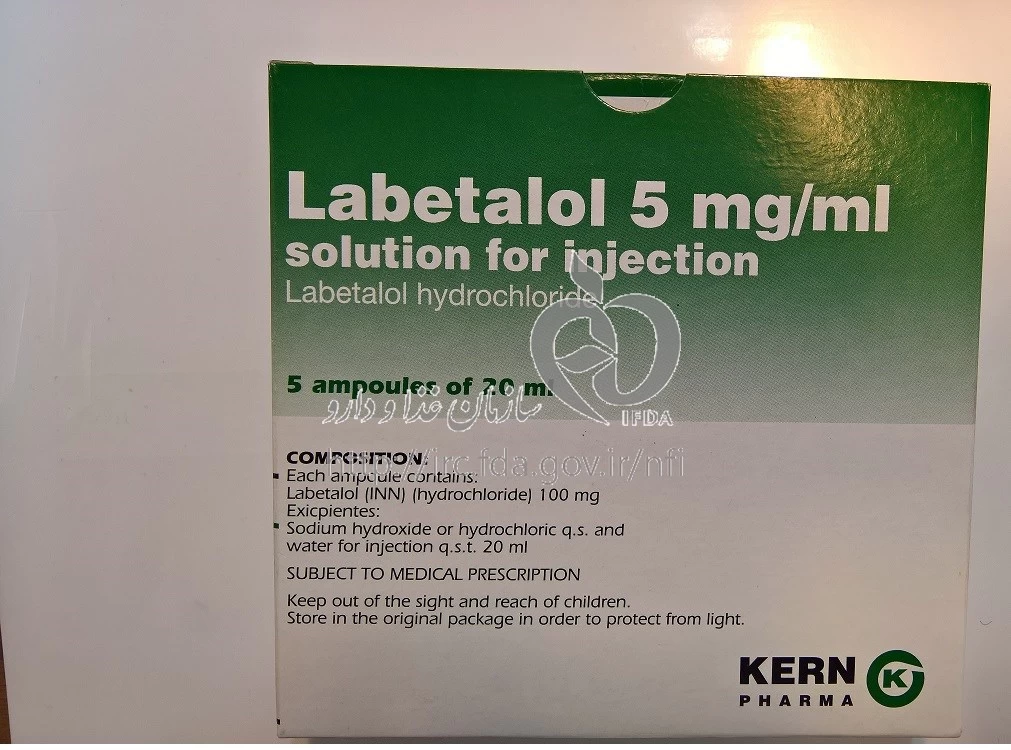 Labetalol 5 mg/ml
solution for injection
Labetalol hydrochloride
5 ampoules of 20 ml
سازمان غذا و دارو
IFDA
COMPOSITION:
http://irc.fda.gov.ir/nfi
Each ampoule contains:
Labetalol (INN) (hydrochloride) 100 mg
Exicpientes:
Sodium hydroxide or hydrochloric q.s. and
water for injection q.s.t. 20 ml
SUBJECT TO MEDICAL PRESCRIPTION
Keep out of the sight and reach of children.
Store in the original package in order to protect from light.
KERN
PHARMA
K